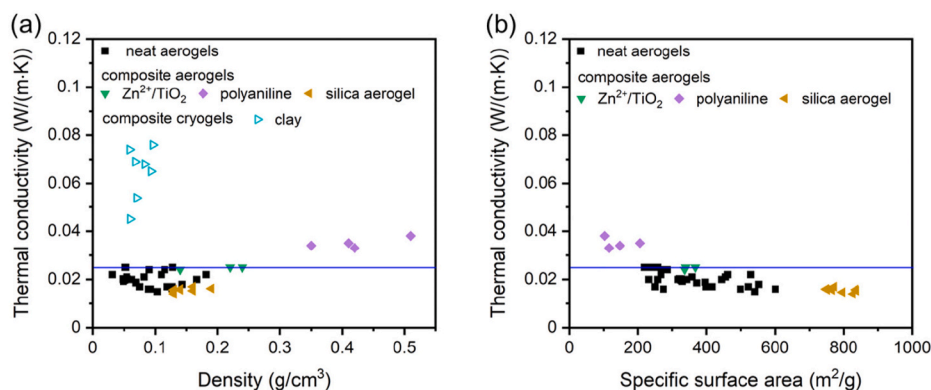 (a)
Thermal conductivity (W/(m·K))
0.12
0.1
0.08
0.06
0.04
0.02
0
neat aerogels
composite aerogels
Zn²⁺/TiO₂ polyaniline silica aerogel
composite cryogels clay
0 0.1 0.2 0.3 0.4 0.5
Density (g/cm³)
(b)
Thermal conductivity (W/(m·K))
0.12
0.1
0.08
0.06
0.04
0.02
0
neat aerogels
composite aerogels
Zn²⁺/TiO₂ polyaniline silica aerogel
0 200 400 600 800 1000
Specific surface area (m²/g)